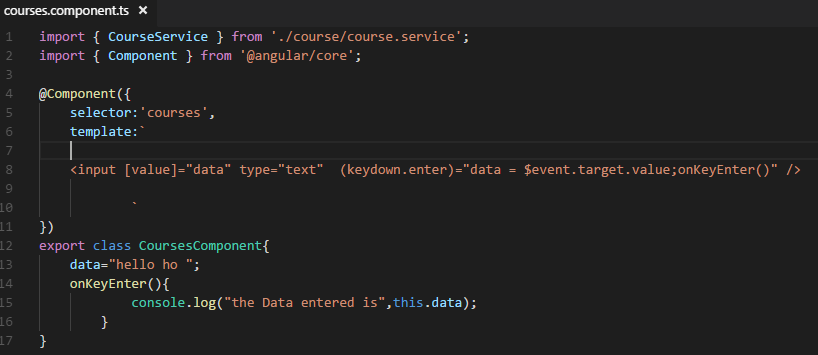 courses.component.ts ×
1 import { CourseService } from './course/course.service';
2 import { Component } from '@angular/core';
3
4 @Component({
5 selector:'courses',
6 template:`
7
8 <input [value]="data" type="text"  (keydown.enter)="data = $event.target.value;onKeyEnter()" />
9
10 `
11 })
12 export class CoursesComponent{
13 data="hello ho ";
14 onKeyEnter(){
15 console.log("the Data entered is",this.data);
16 }
17 }